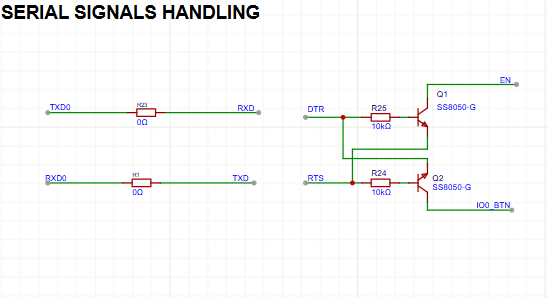 SERIAL SIGNALS HANDLING
TXD0
R23
0Ω
RXD
RXD0
R1
0Ω
TXD
DTR
R25
10kΩ
Q1
SS8050-G
EN
RTS
R24
10kΩ
Q2
SS8050-G
IO0_BTN